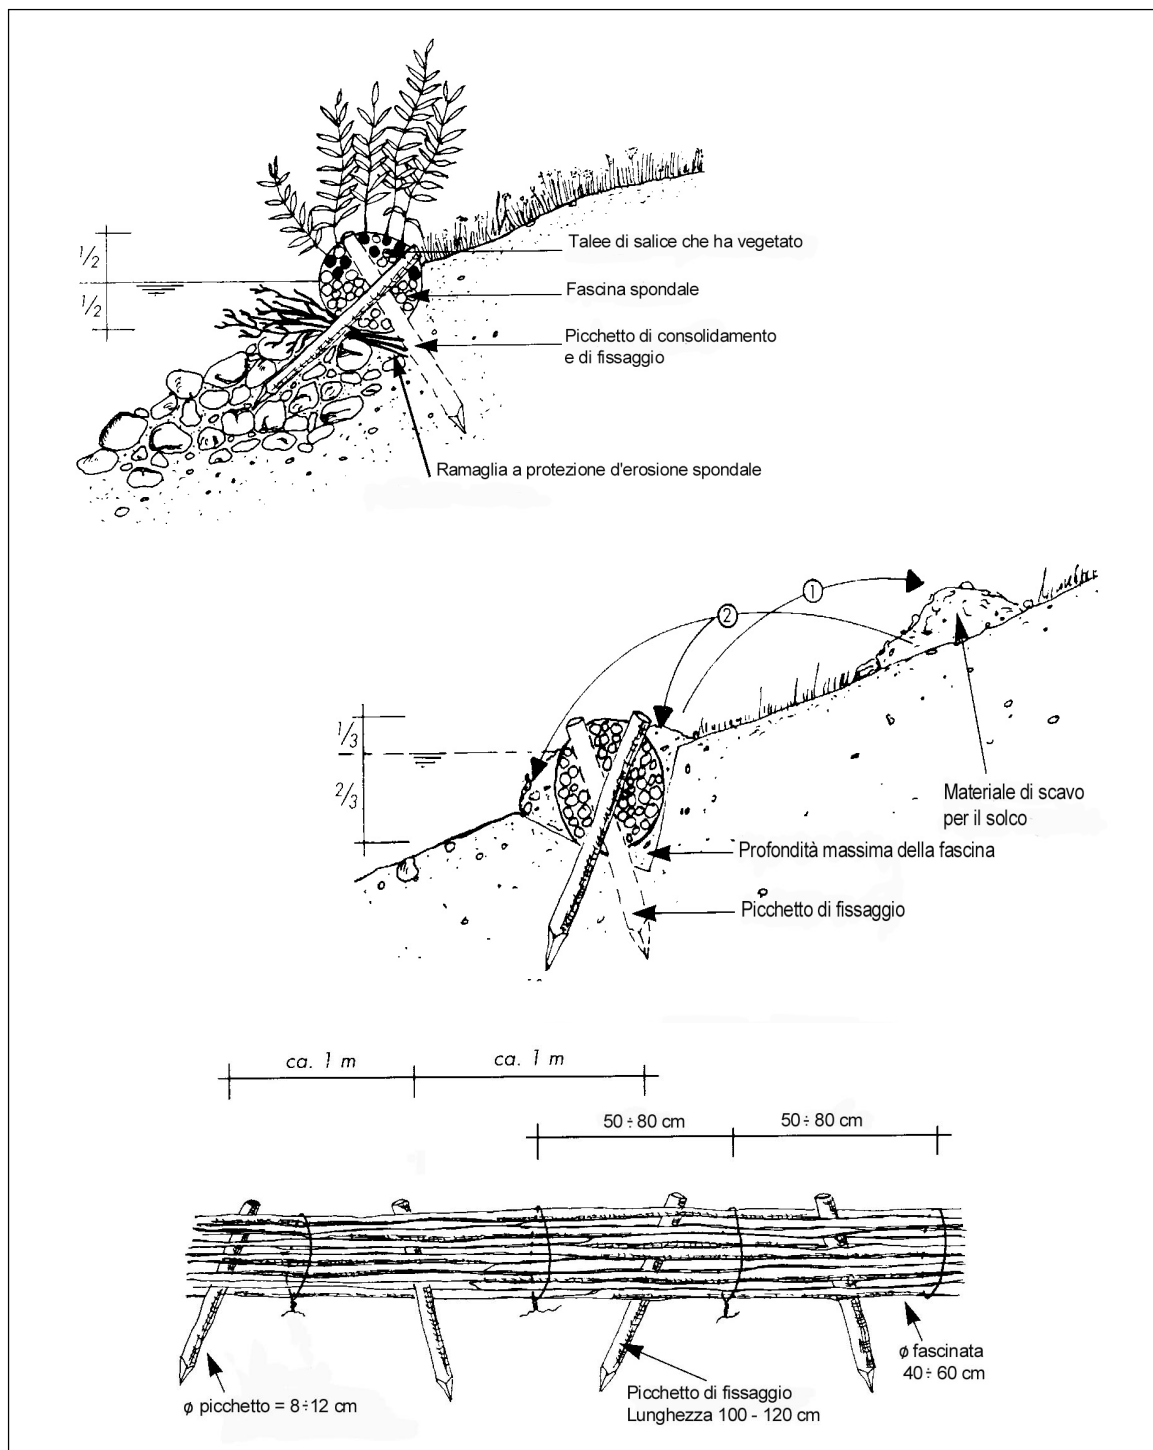 1/2
1/2
Talee di salice che ha vegetato
Fascina spondale
Picchetto di consolidamento
e di fissaggio
Ramaglia a protezione d'erosione spondale
1
2
1/3
2/3
Materiale di scavo
per il solco
Profondità massima della fascina
Picchetto di fissaggio
ca. 1 m
ca. 1 m
50÷80 cm
50÷80 cm
ø fascinata
40÷60 cm
Picchetto di fissaggio
Lunghezza 100 - 120 cm
ø picchetto = 8÷12 cm